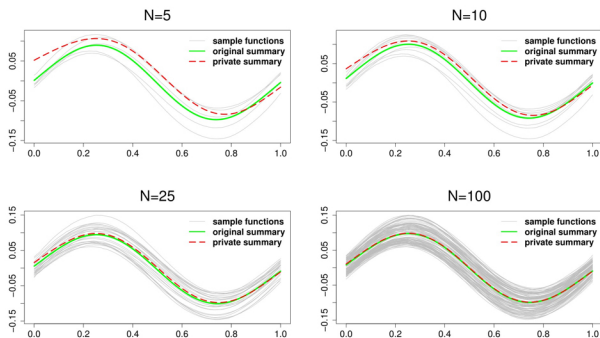 N=5
0.05
-0.05
-0.15
sample functions
original summary
private summary
0.0 0.2 0.4 0.6 0.8 1.0
N=10
0.05
-0.05
-0.15
sample functions
original summary
private summary
0.0 0.2 0.4 0.6 0.8 1.0
N=25
0.15
0.05
-0.05
-0.15
sample functions
original summary
private summary
0.0 0.2 0.4 0.6 0.8 1.0
N=100
0.15
0.05
-0.05
-0.15
sample functions
original summary
private summary
0.0 0.2 0.4 0.6 0.8 1.0